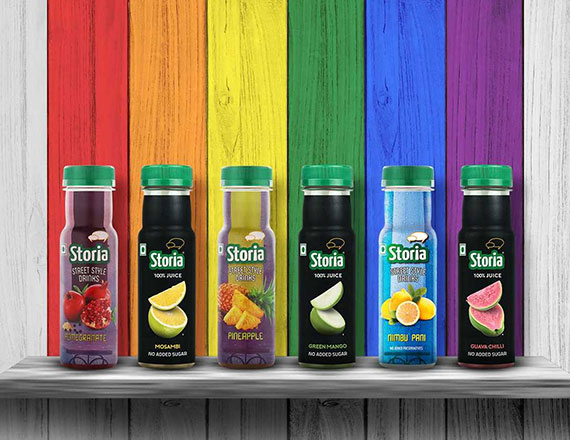 Storia
STREET STYLE
DRINKS
POMEGRANATE
Storia
100% JUICE
MOSAMBI
NO ADDED SUGAR
Storia
STREET STYLE
DRINKS
PINEAPPLE
Storia
100% JUICE
GREEN MANGO
NO ADDED SUGAR
Storia
STREET STYLE
DRINKS
NIMBU PANI
Storia
100% JUICE
GUAVA CHILLI
NO ADDED SUGAR